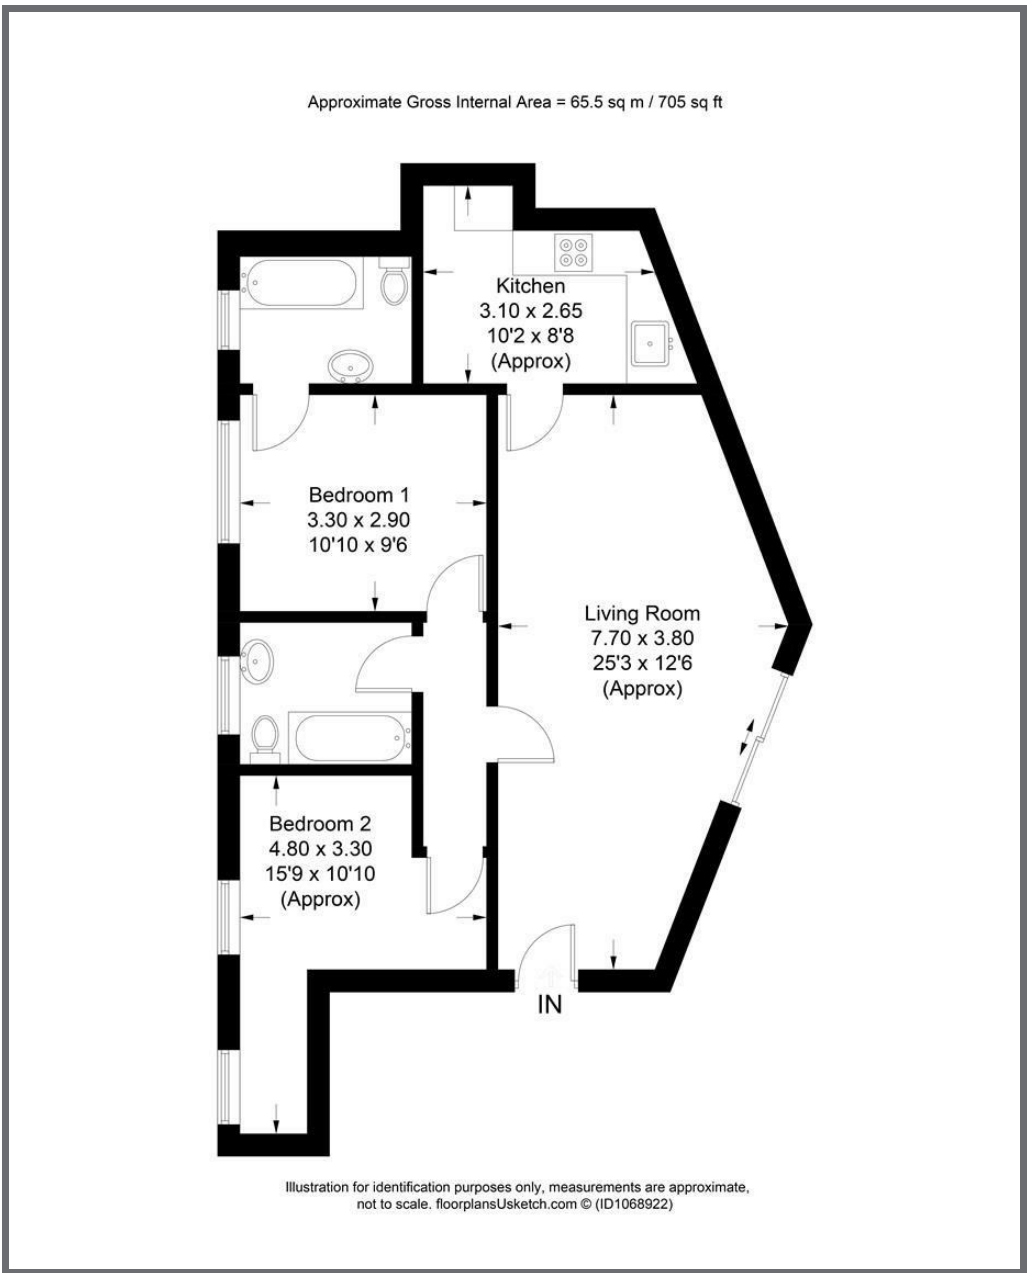 Approximate Gross Internal Area = 65.5 sq m / 705 sq ft
Kitchen
3.10 x 2.65
10'2 x 8'8
(Approx)
Bedroom 1
3.30 x 2.90
10'10 x 9'6
Living Room
7.70 x 3.80
25'3 x 12'6
(Approx)
Bedroom 2
4.80 x 3.30
15'9 x 10'10
(Approx)
IN
Illustration for identification purposes only, measurements are approximate,
not to scale. floorplansUsketch.com © (ID1068922)